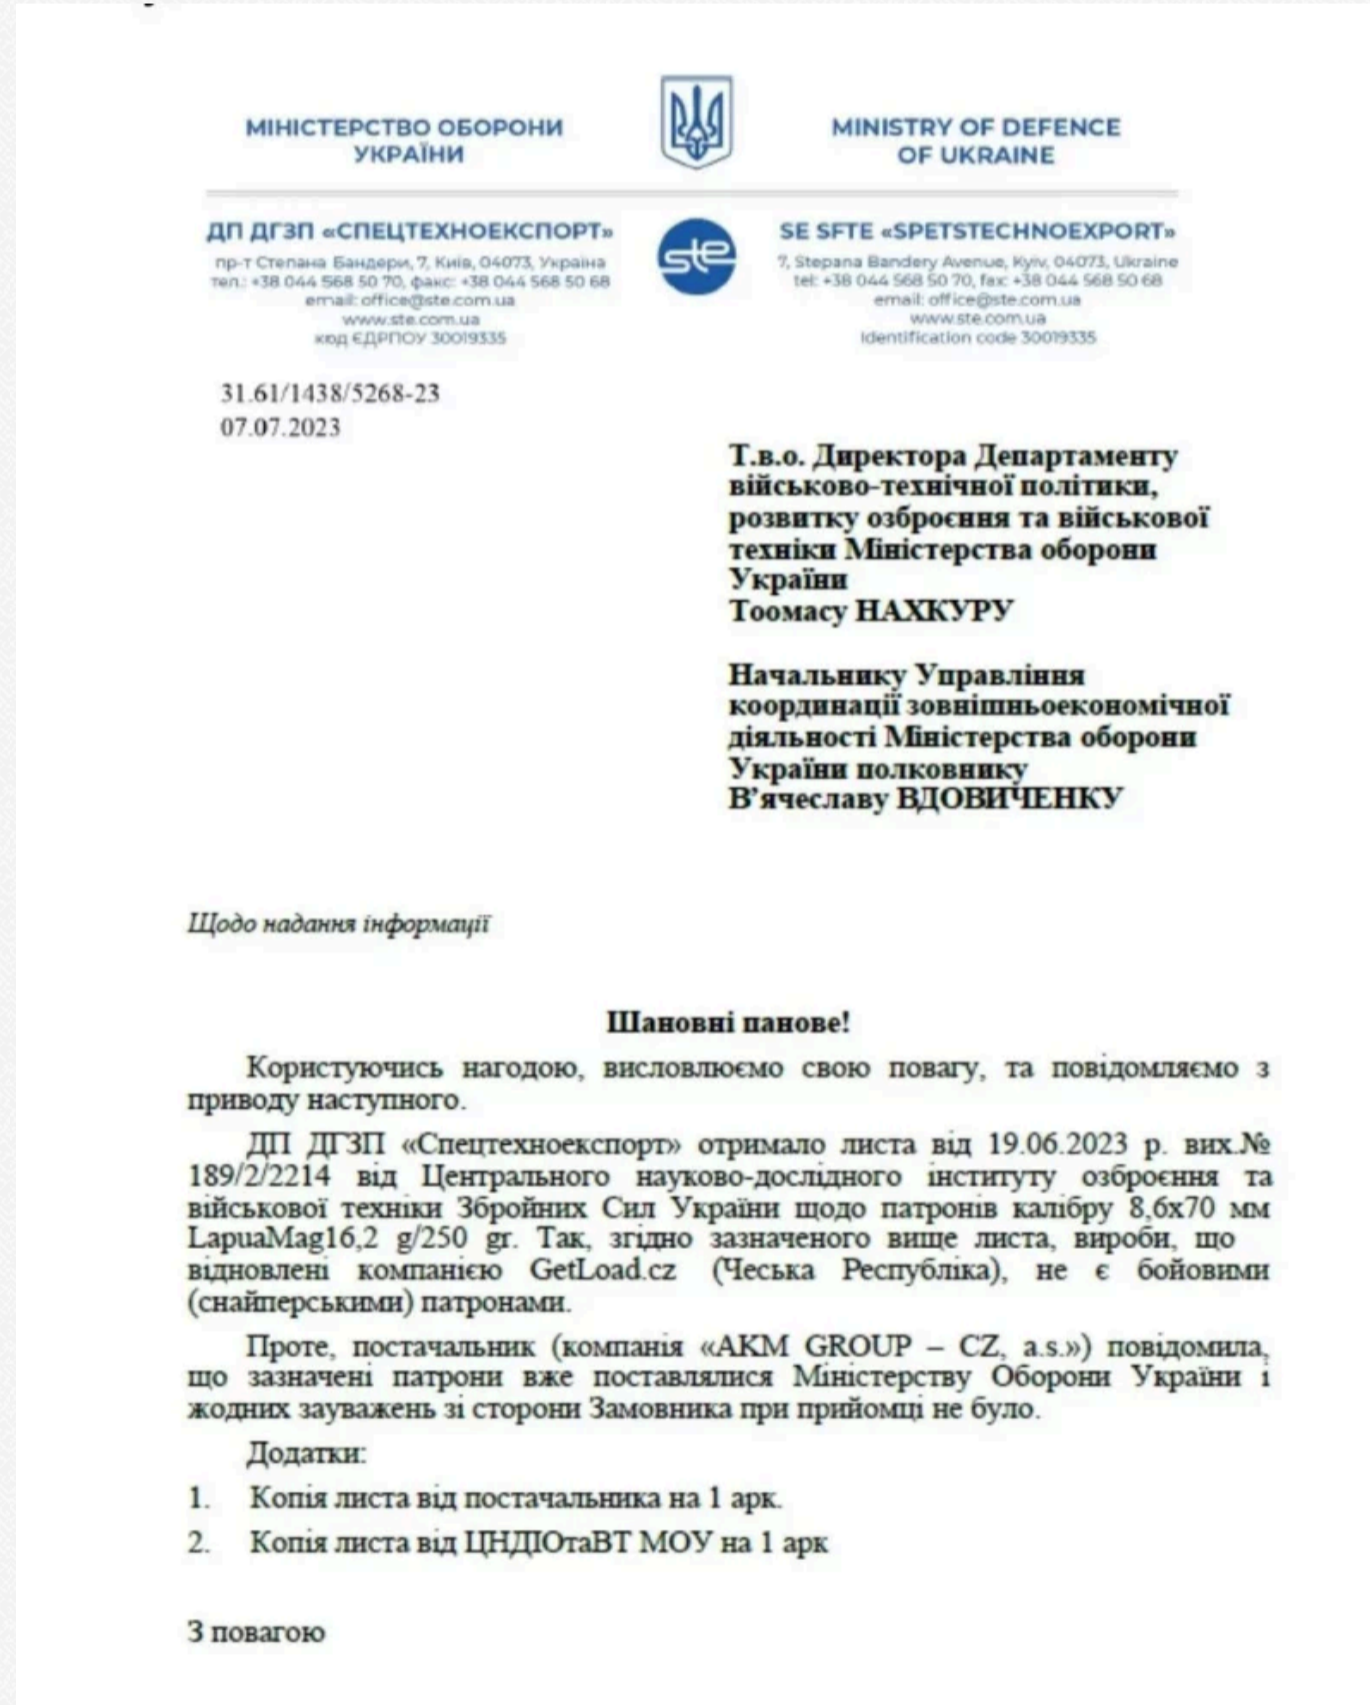 МІНІСТЕРСТВО ОБОРОНИ
УКРАЇНИ
MINISTRY OF DEFENCE
OF UKRAINE
ДП ДГЗП «СПЕЦТЕХНОЕКСПОРТ»
пр-т Степана Бандери, 7, Київ, 04073, Україна
тел.: +38 044 568 50 70, факс: +38 044 568 50 68
email: office@ste.com.ua
www.ste.com.ua
код ЄДРПОУ 30019335
ste
SE SFTE «SPETSTECHNOEXPORT»
7, Stepana Bandery Avenue, Kyiv, 04073, Ukraine
tel: +38 044 568 50 70, fax: +38 044 568 50 68
email: office@ste.com.ua
www.ste.com.ua
Identification code 30019335
31.61/1438/5268-23
07.07.2023
Т.в.о. Директора Департаменту
військово-технічної політики,
розвитку озброєння та військової
техніки Міністерства оборони
України
Тоомасу НАХКУРУ
Начальнику Управління
координації зовнішньоекономічної
діяльності Міністерства оборони
України полковнику
В’ячеславу ВДОВИЧЕНКУ
Щодо надання інформації
Шановні панове!
Користуючись нагодою, висловлюємо свою повагу, та повідомляємо з
приводу наступного.
ДП ДГЗП «Спецтехноекспорт» отримало листа від 19.06.2023 р. вих.№
189/2/2214 від Центрального науково-дослідного інституту озброєння та
військової техніки Збройних Сил України щодо патронів калібру 8,6х70 мм
LapuaMag16,2 g/250 gr. Так, згідно зазначеного вище листа, вироби, що
відновлені компанією GetLoad.cz (Чеська Республіка), не є бойовими
(снайперськими) патронами.
Проте, постачальник (компанія «AKM GROUP – CZ, a.s.») повідомила,
що зазначені патрони вже поставлялися Міністерству Оборони України і
жодних зауважень зі сторони Замовника при прийомці не було.
Додатки:
1. Копія листа від постачальника на 1 арк.
2. Копія листа від ЦНДІОтаВТ МОУ на 1 арк
З повагою